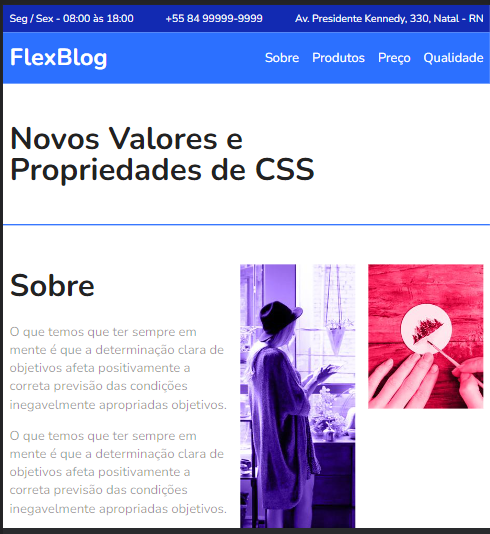 Seg / Sex - 08:00 às 18:00 +55 84 99999-9999 Av. Presidente Kennedy, 330, Natal - RN
FlexBlog Sobre Produtos Preço Qualidade
Novos Valores e
Propriedades de CSS
Sobre
O que temos que ter sempre em
mente é que a determinação clara de
objetivos afeta positivamente a
correta previsão das condições
inegavelmente apropriadas objetivos.
O que temos que ter sempre em
mente é que a determinação clara de
objetivos afeta positivamente a
correta previsão das condições
inegavelmente apropriadas objetivos.